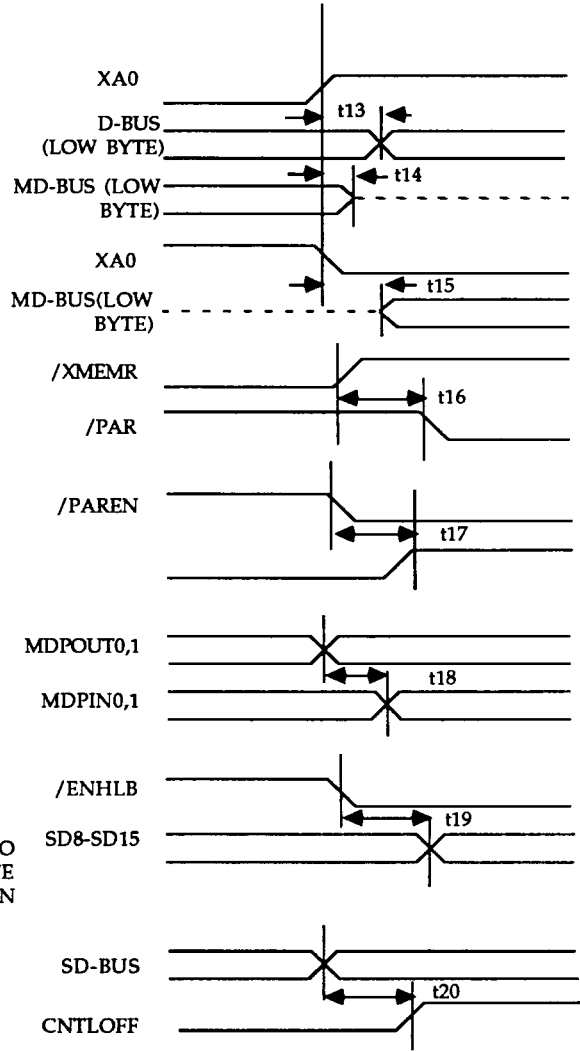 XA0
t13
D-BUS
(LOW BYTE)
t14
MD-BUS (LOW
BYTE)
XA0
t15
MD-BUS(LOW
BYTE)
/XMEMR
t16
/PAR
/PAREN
t17
MDPOUT0,1
t18
MDPIN0,1
/ENHLB
t19
SD8-SD15
O
TE
N
SD-BUS
t20
CNTLOFF